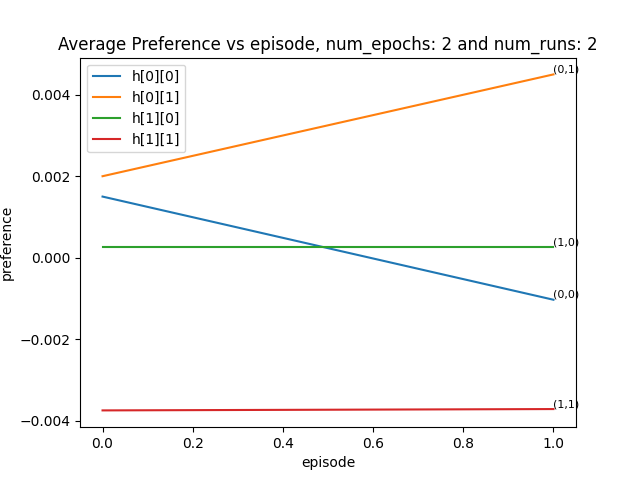 Average Preference vs episode, num_epochs: 2 and num_runs: 2
h[0][0]
h[0][1]
h[1][0]
h[1][1]
(0,1)
(1,0)
(0,0)
(1,1)
preference
0.004
0.002
0.000
−0.002
−0.004
0.0
0.2
0.4
0.6
0.8
1.0
episode